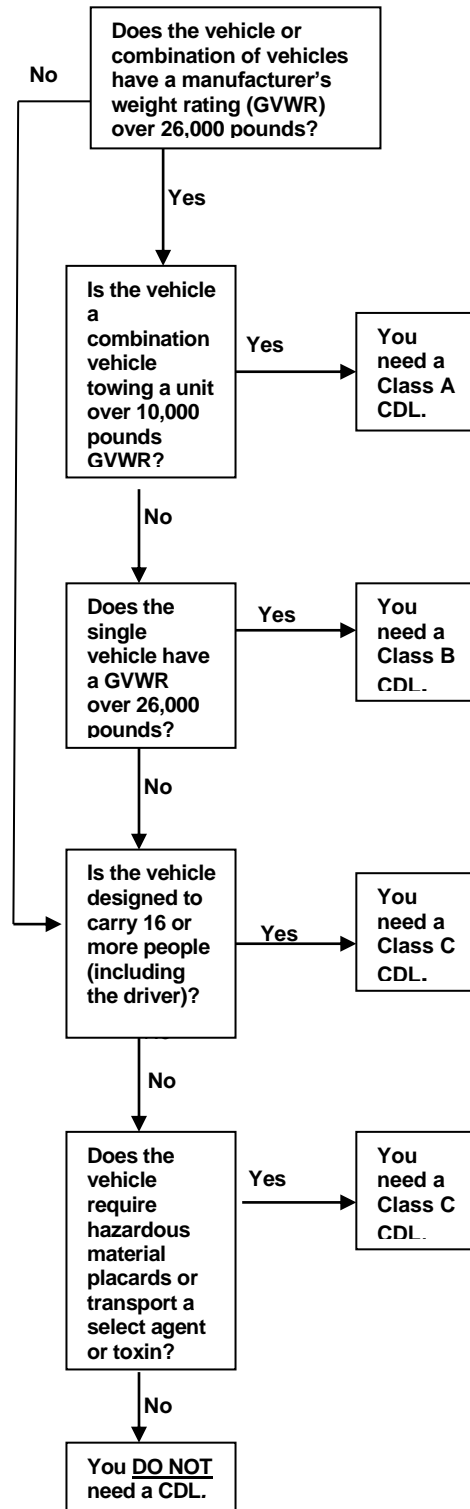 Does the vehicle or
combination of vehicles
have a manufacturer's
weight rating (GVWR)
over 26,000 pounds?
No
Yes
Is the vehicle
a
combination
vehicle
towing a unit
over 10,000
pounds
GVWR?
Yes
You
need a
Class A
CDL.
No
Does the
single
vehicle have
a GVWR
over 26,000
pounds?
Yes
You
need a
Class B
CDL.
No
Is the vehicle
designed to
carry 16 or
more people
(including
the driver)?
Yes
You
need a
Class C
CDL.
No
Does the
vehicle
require
hazardous
material
placards or
transport a
select agent
or toxin?
Yes
You
need a
Class C
CDL.
No
You DO NOT
need a CDL.